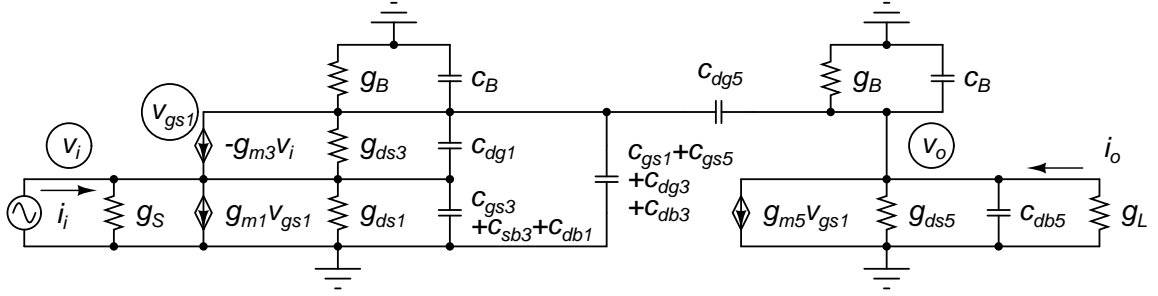 g_B
c_B
c_dg5
g_B
c_B
v_gs1
v_i
-g_m3v_i
g_ds3
c_dg1
c_gs1+c_gs5
+c_dg3
+c_db3
v_o
i_o
i_i
g_S
g_m1v_gs1
g_ds1
c_gs3
+c_sb3+c_db1
g_m5v_gs1
g_ds5
c_db5
g_L